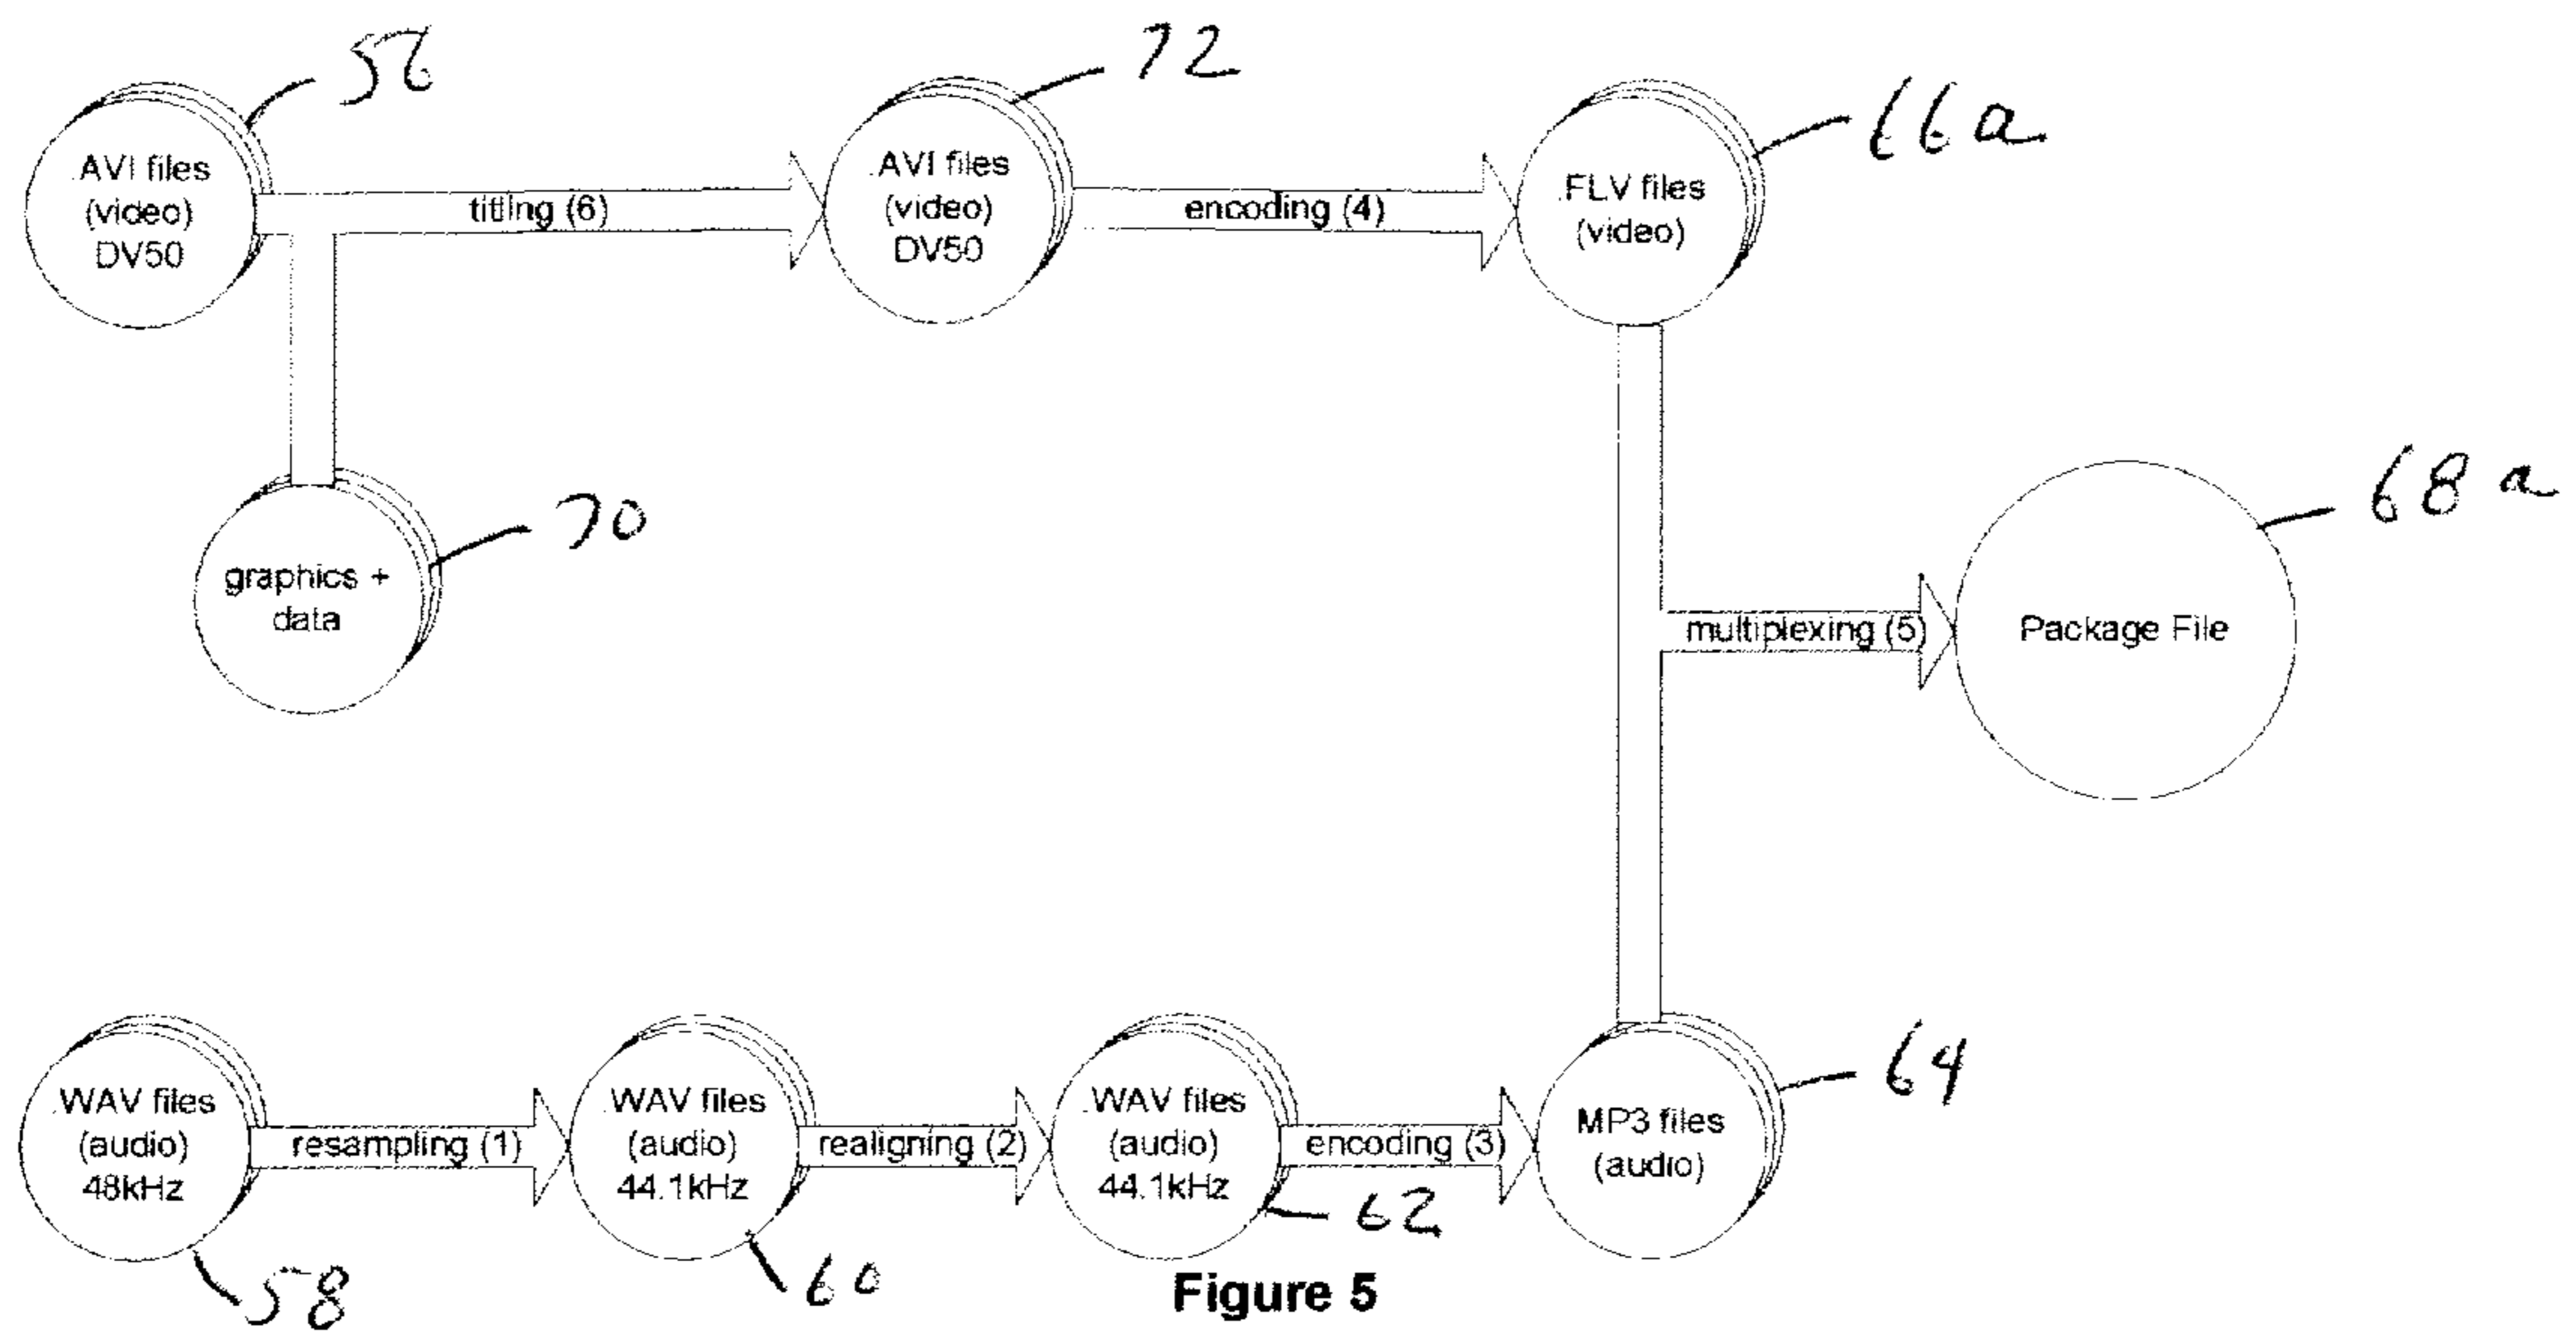 56
72
66a
.AVI files
(video)
DV50
titling (6)
.AVI files
(video)
DV50
encoding (4)
.FLV files
(video)
70
graphics +
data
68a
multiplexing (5)
Package File
.WAV files
(audio)
48kHz
resampling (1)
.WAV files
(audio)
44.1kHz
realigning (2)
.WAV files
(audio)
44.1kHz
encoding (3)
MP3 files
(audio)
64
58
60
62
Figure 5